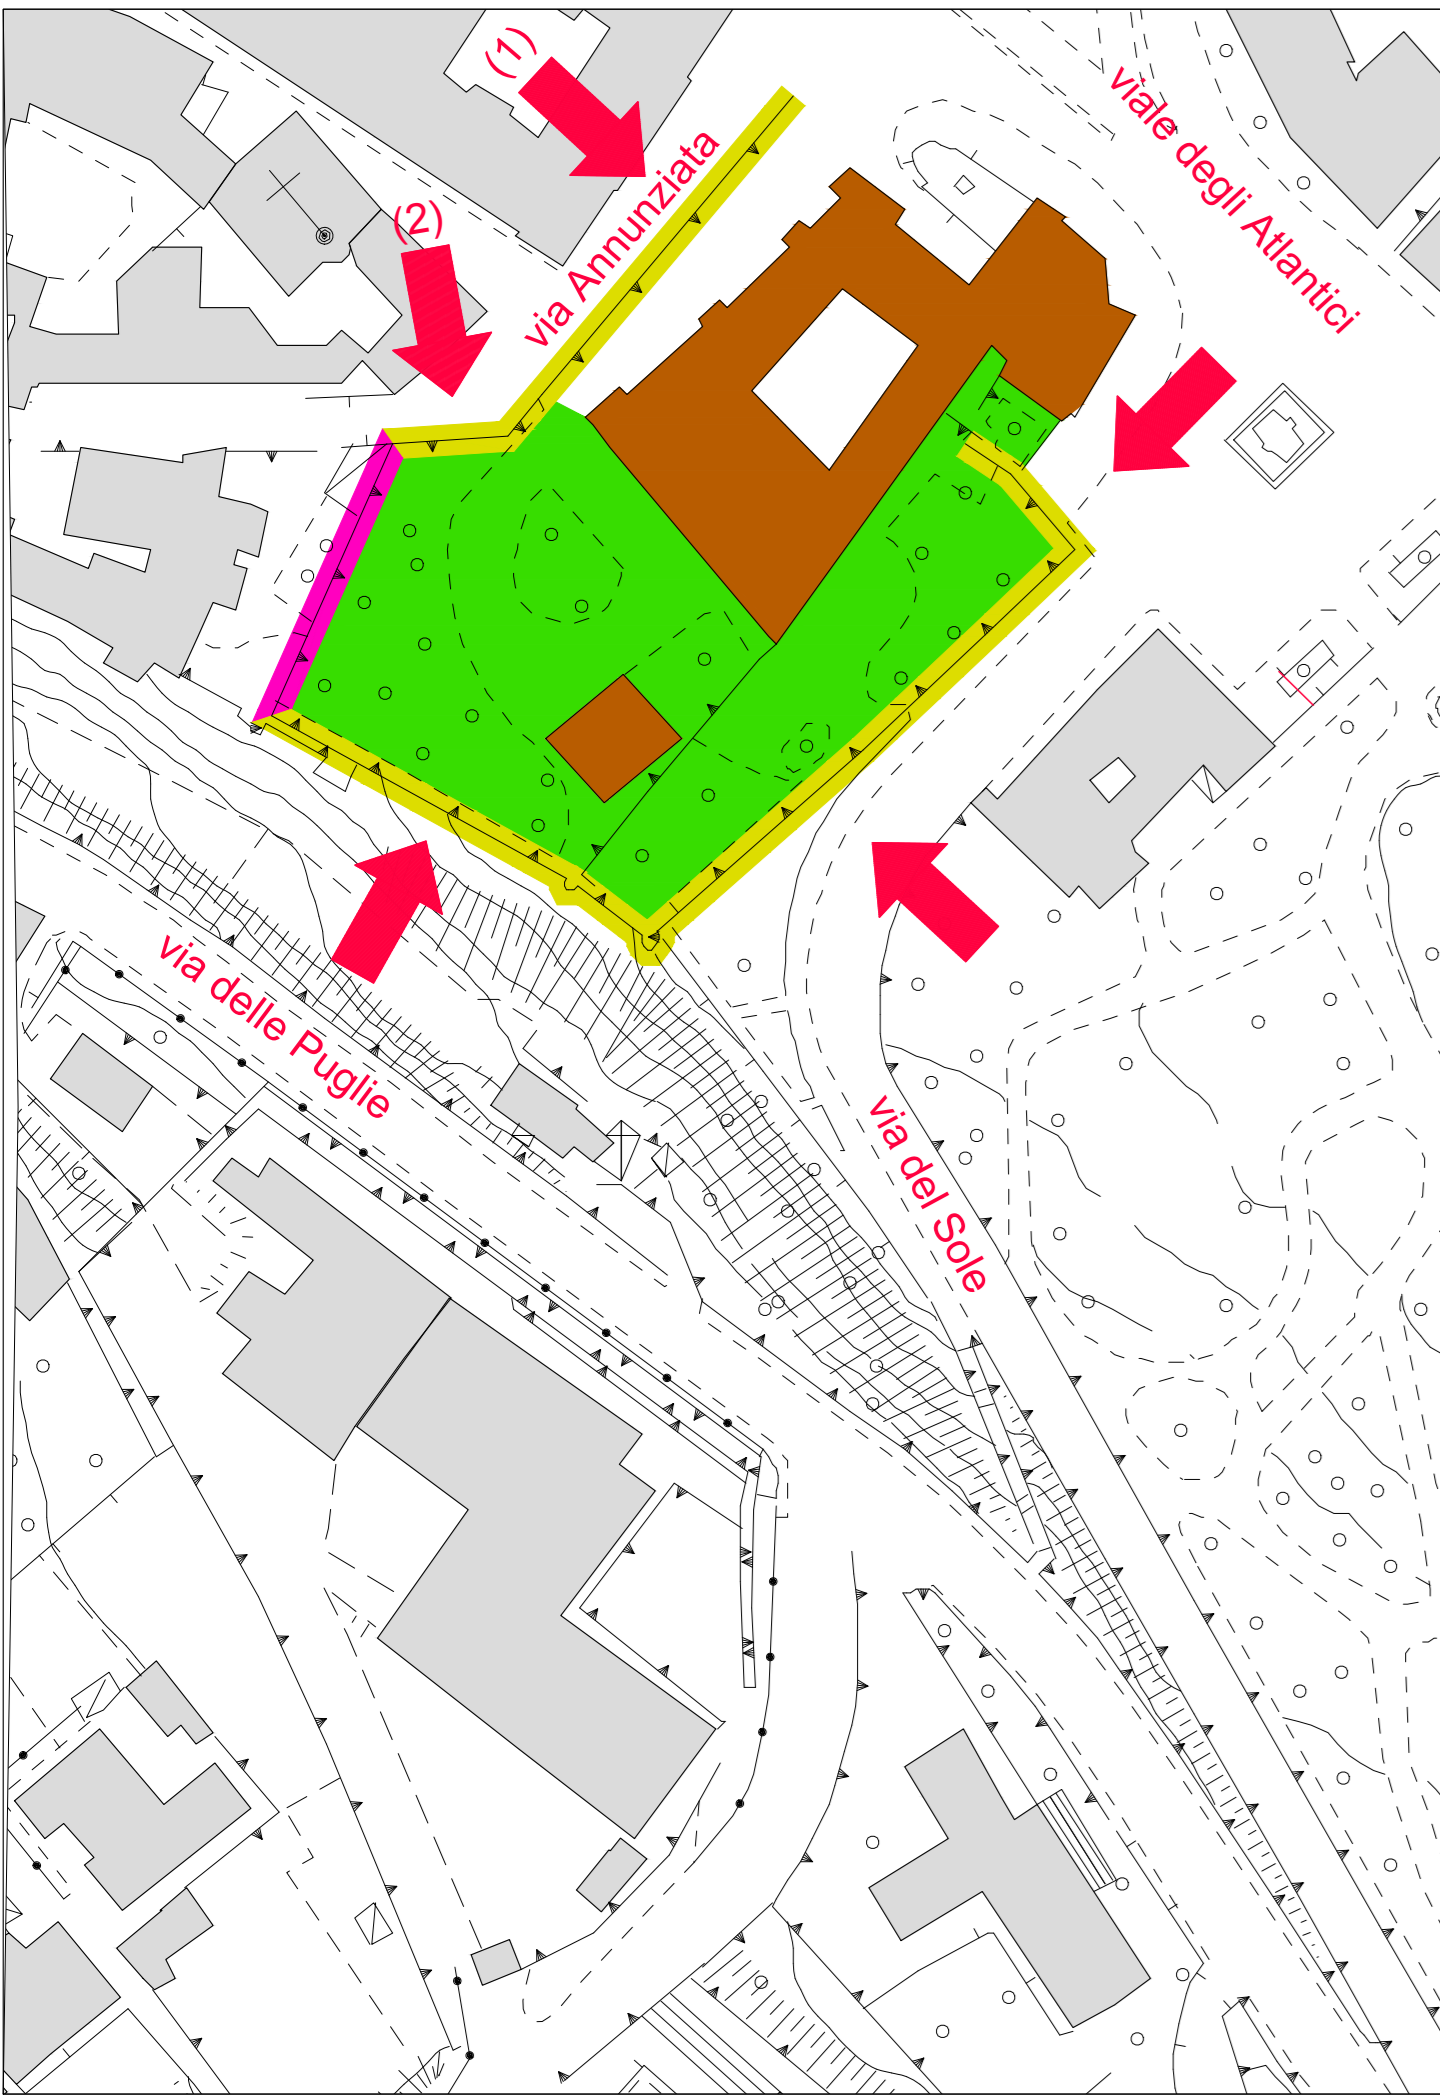 (1)
viale degli Atlantici
via Annunziata
(2)
via delle Puglie
via del Sole